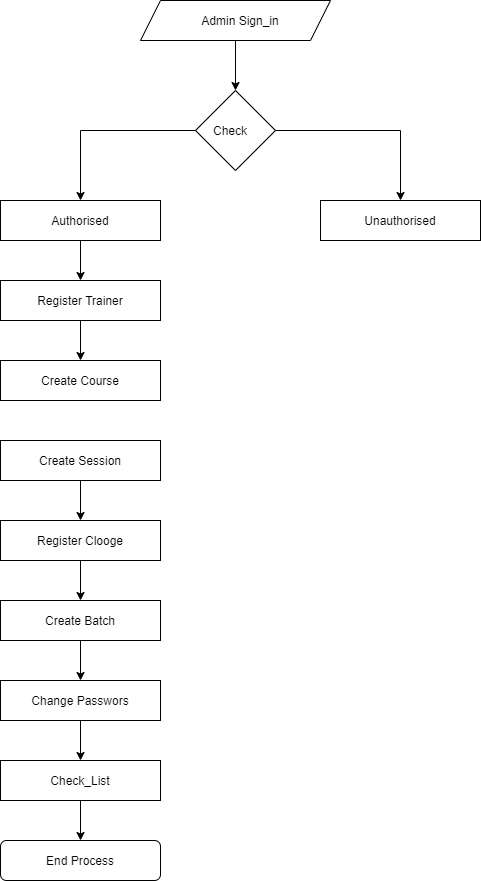 Admin Sign_in
Check
Authorised
Unauthorised
Register Trainer
Create Course
Create Session
Register Clooge
Create Batch
Change Passwors
Check_List
End Process